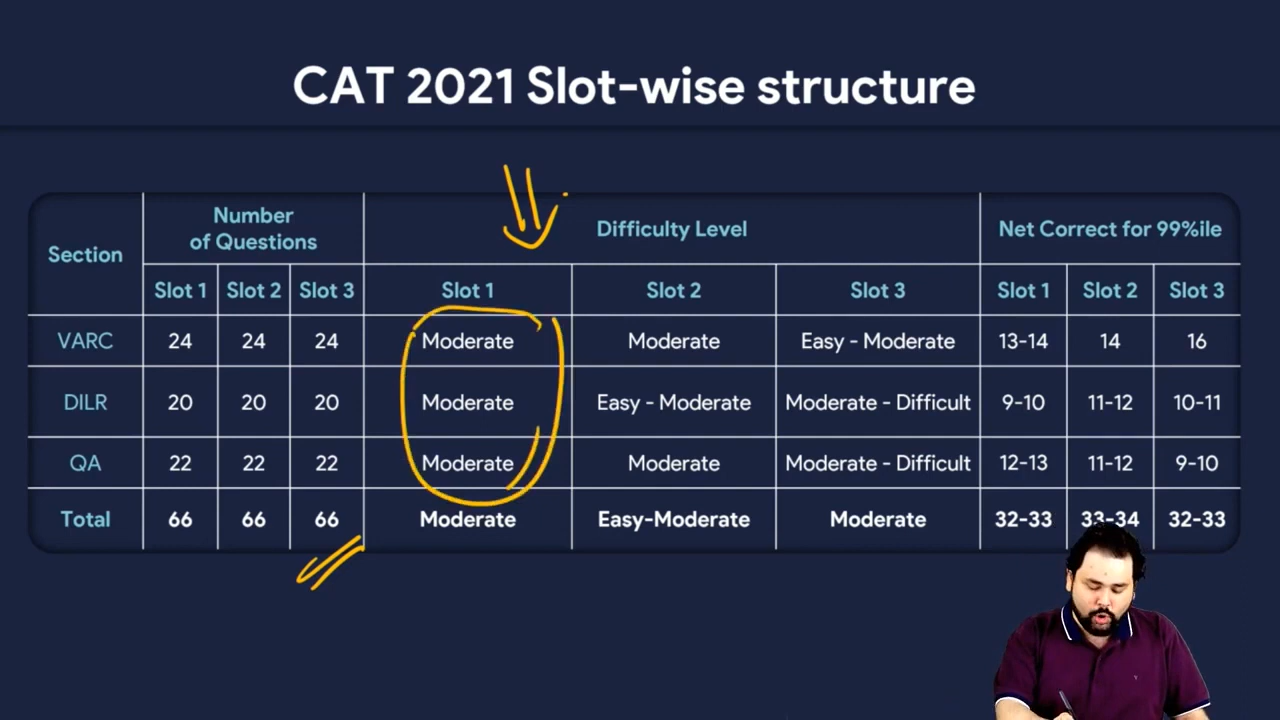 CAT 2021 Slot-wise structure
Section Number of Questions Difficulty Level Net Correct for 99%ile
Slot 1 Slot 2 Slot 3 Slot 1 Slot 2 Slot 3 Slot 1 Slot 2 Slot 3
VARC 24 24 24 Moderate Moderate Easy - Moderate 13-14 14 16
DILR 20 20 20 Moderate Easy - Moderate Moderate - Difficult 9-10 11-12 10-11
QA 22 22 22 Moderate Moderate Moderate - Difficult 12-13 11-12 9-10
Total 66 66 66 Moderate Easy-Moderate Moderate 32-33 33-34 32-33